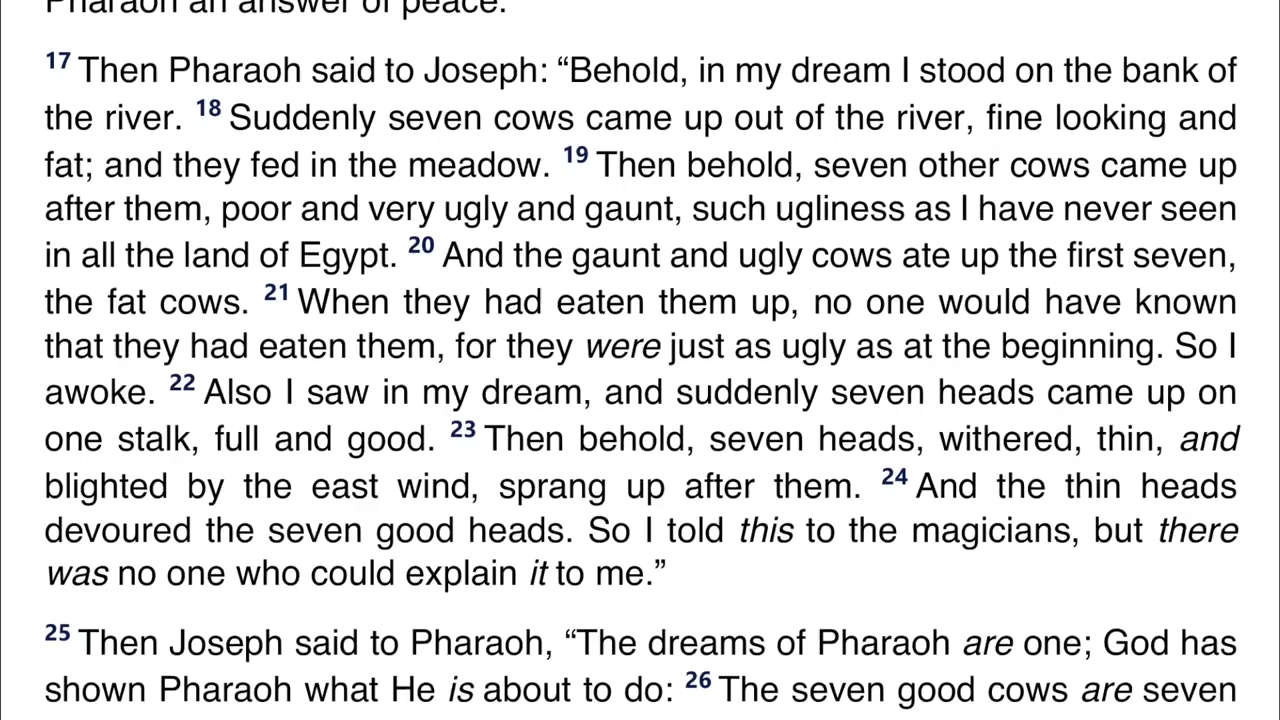 Pharaoh an answer of peace.
17 Then Pharaoh said to Joseph: “Behold, in my dream I stood on the bank of
the river. 18 Suddenly seven cows came up out of the river, fine looking and
fat; and they fed in the meadow. 19 Then behold, seven other cows came up
after them, poor and very ugly and gaunt, such ugliness as I have never seen
in all the land of Egypt. 20 And the gaunt and ugly cows ate up the first seven,
the fat cows. 21 When they had eaten them up, no one would have known
that they had eaten them, for they were just as ugly as at the beginning. So I
awoke. 22 Also I saw in my dream, and suddenly seven heads came up on
one stalk, full and good. 23 Then behold, seven heads, withered, thin, and
blighted by the east wind, sprang up after them. 24 And the thin heads
devoured the seven good heads. So I told this to the magicians, but there
was no one who could explain it to me.”
25 Then Joseph said to Pharaoh, “The dreams of Pharaoh are one; God has
shown Pharaoh what He is about to do: 26 The seven good cows are seven